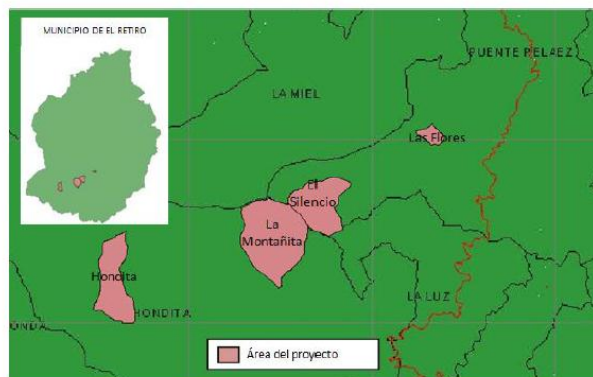 MUNICIPIO DE EL RETIRO
PUENTE PELAEZ
LA MIEL
Las Flores
El
Silencio
La
Montañita
Hondita
LA LUZ
HONDITA
ONDA
Área del proyecto